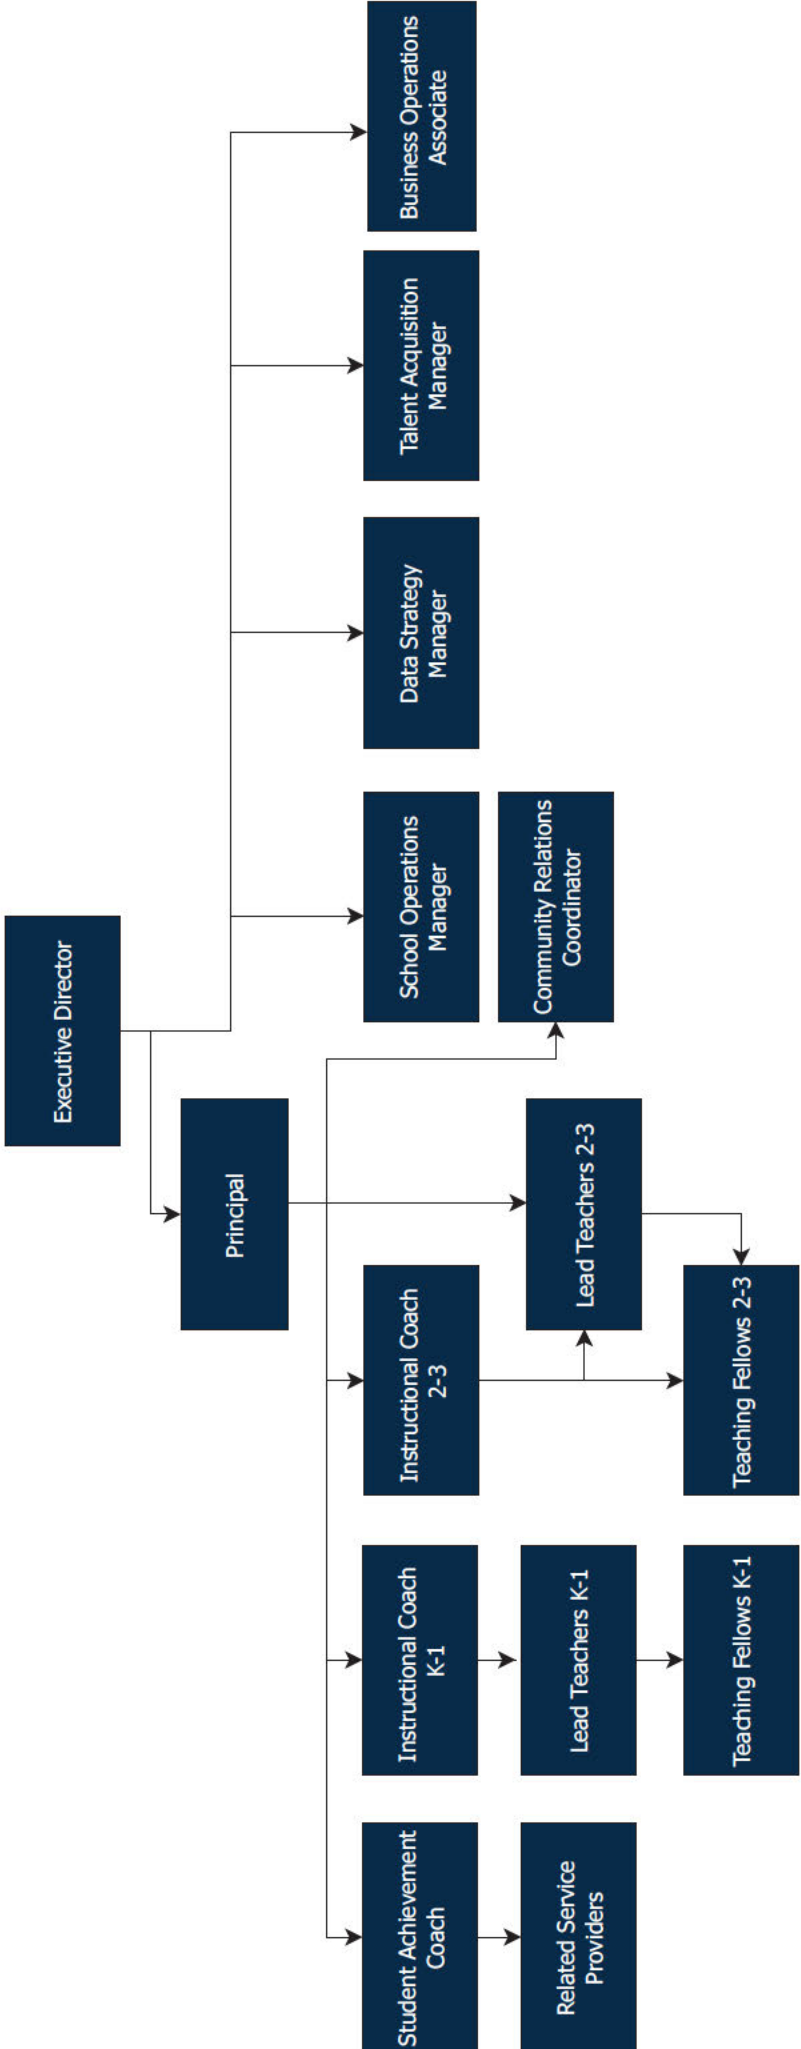 Executive Director
Principal
Student Achievement
Coach
Instructional Coach
K-1
Instructional Coach
2-3
School Operations
Manager
Data Strategy
Manager
Talent Acquisition
Manager
Business Operations
Associate
Related Service
Providers
Lead Teachers K-1
Lead Teachers 2-3
Community Relations
Coordinator
Teaching Fellows K-1
Teaching Fellows 2-3